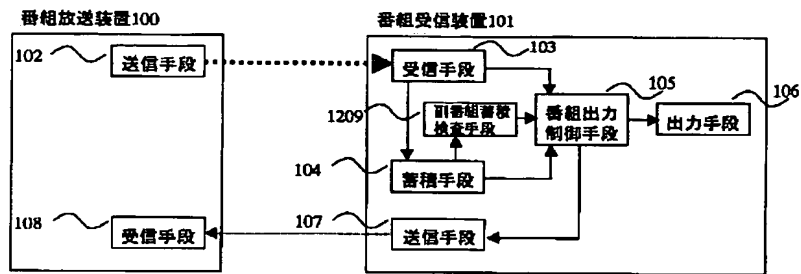 番組放送装置100
番組受信装置101
102
送信手段
103
受信手段
105
106
1209
前番組蓄積
検査手段
番組出力
制御手段
出力手段
104
蓄積手段
108
受信手段
107
送信手段